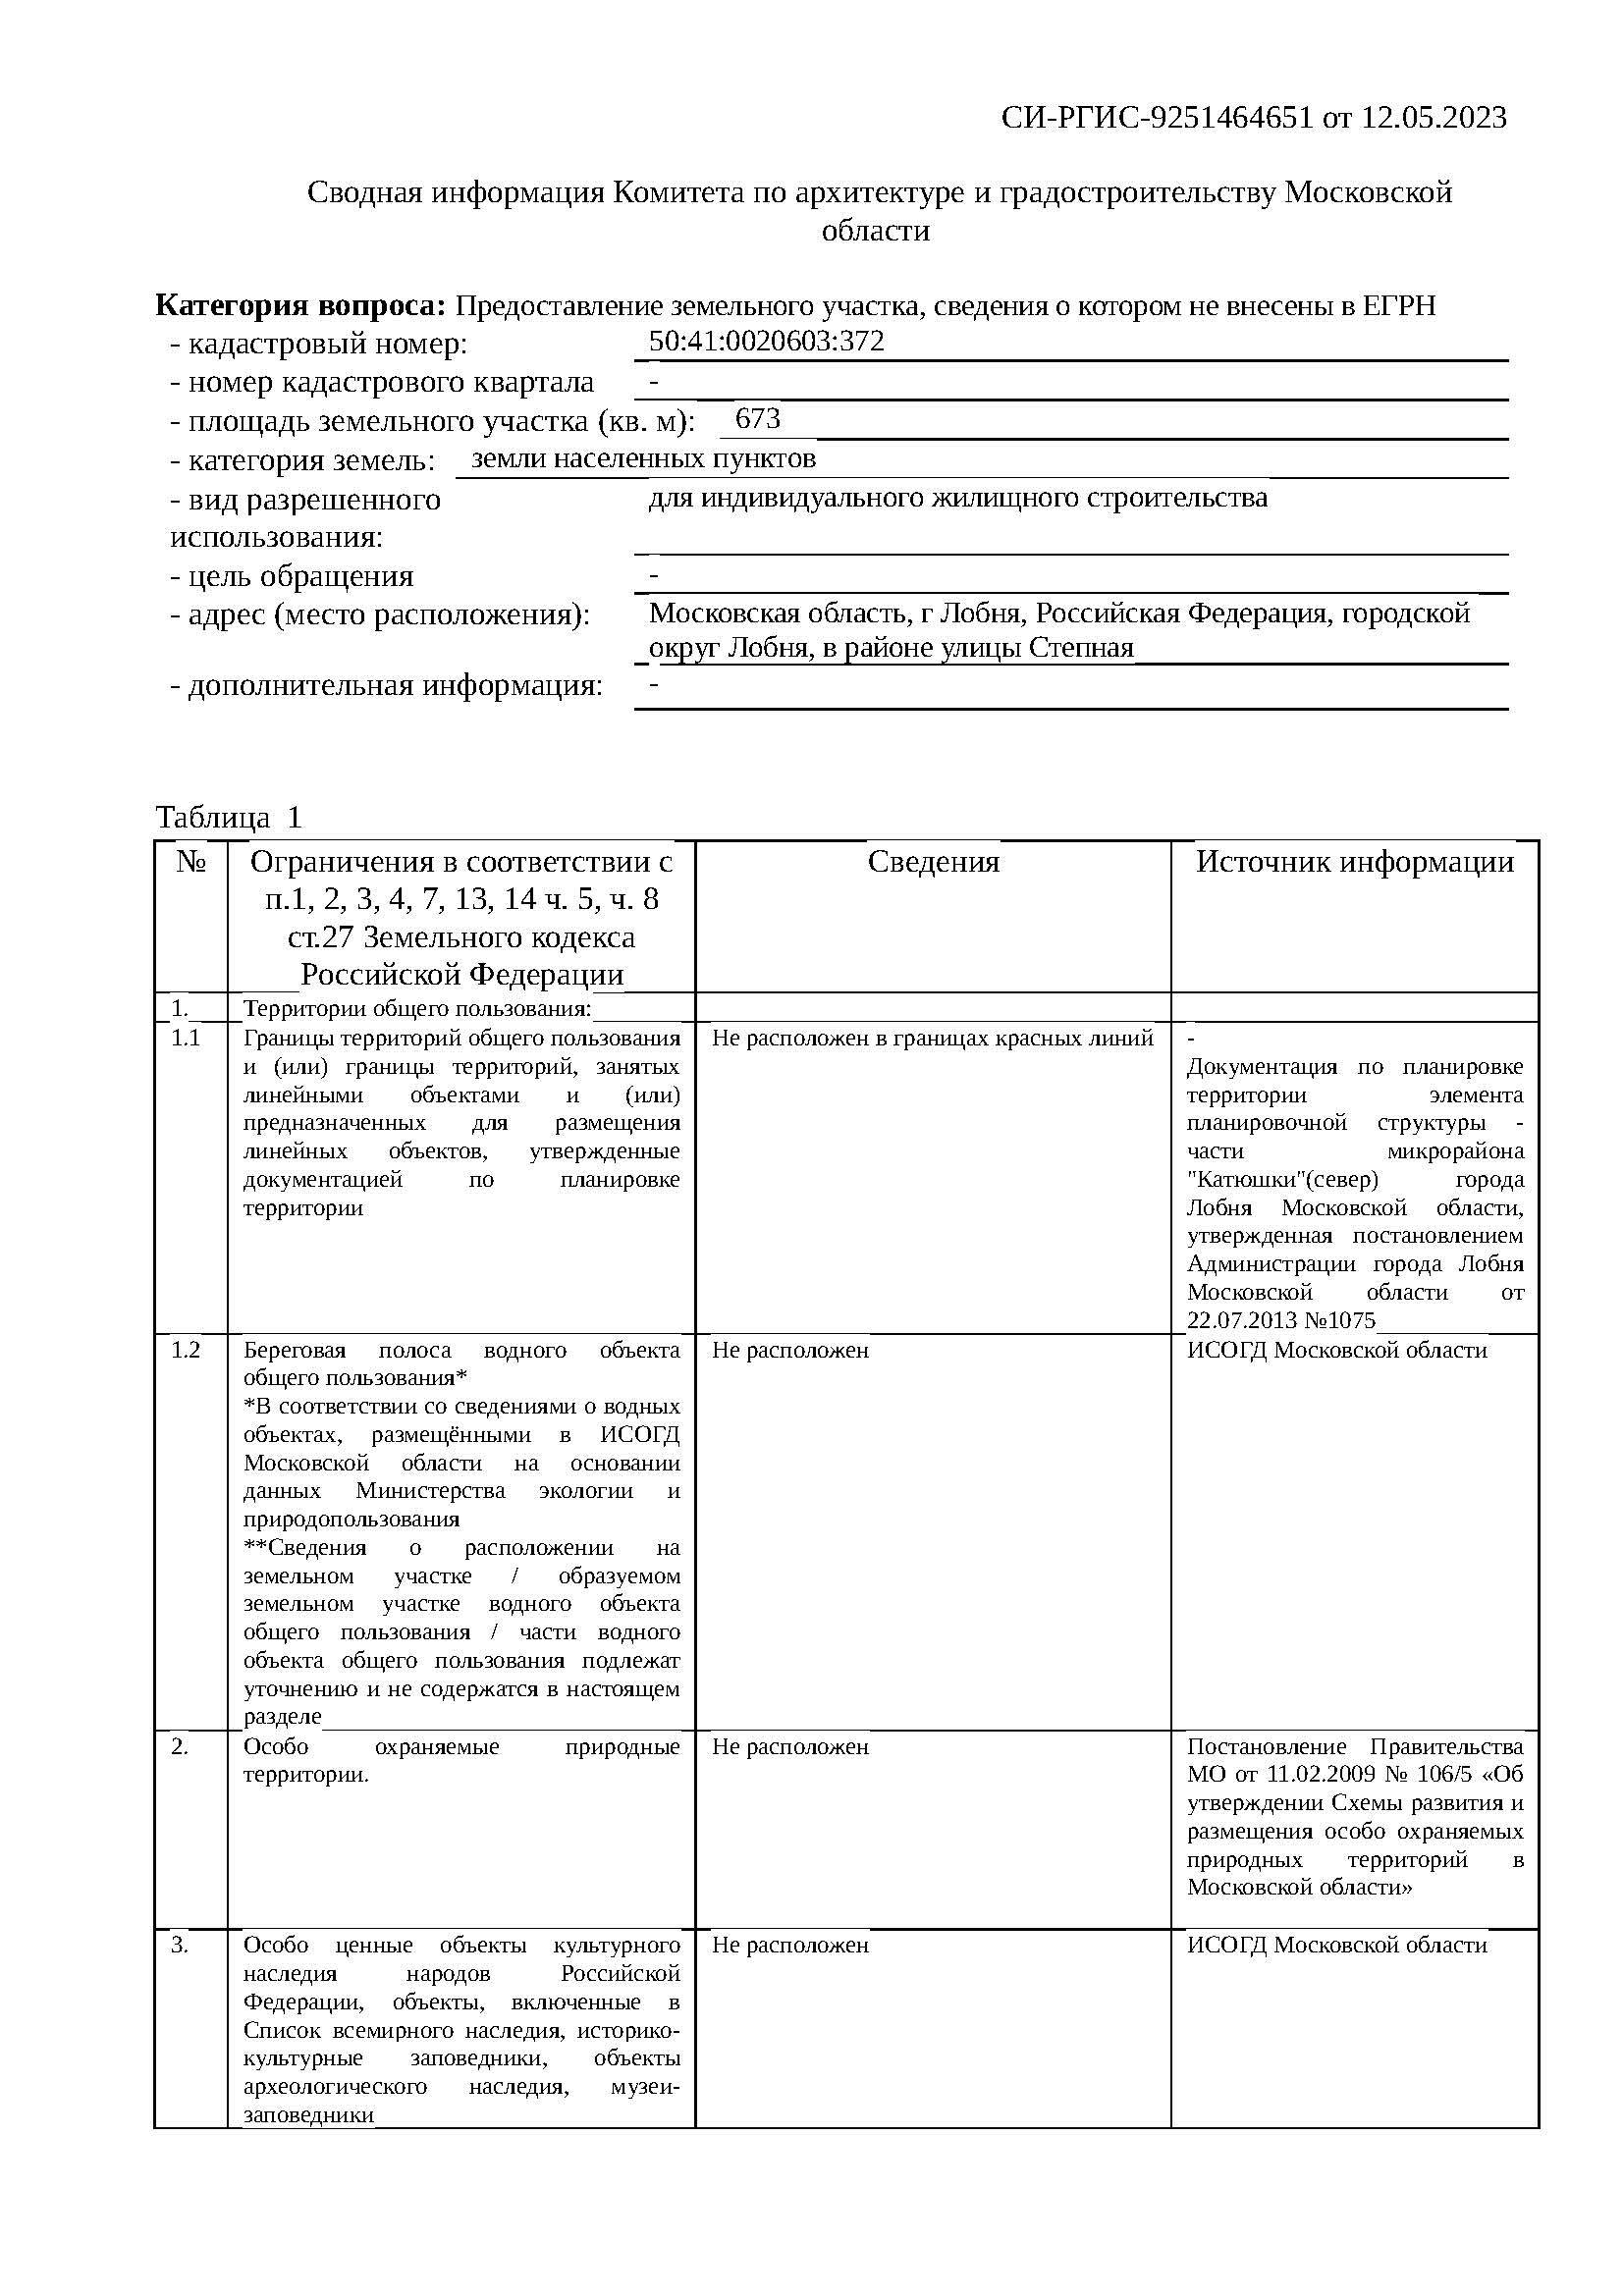 СИ-РГИС-9251464651 от 12.05.2023
Сводная информация Комитета по архитектуре и градостроительству Московской
области
Категория вопроса: Предоставление земельного участка, сведения о котором не внесены в ЕГРН
- кадастровый номер: 50:41:0020603:372
- номер кадастрового квартала -
- площадь земельного участка (кв. м): 673
- категория земель: земли населенных пунктов
- вид разрешенного для индивидуального жилищного строительства
использования:
- цель обращения -
- адрес (место расположения): Московская область, г Лобня, Российская Федерация, городской
округ Лобня, в районе улицы Степная
- дополнительная информация: -
Таблица 1
№ Ограничения в соответствии с Сведения Источник информации
п.1, 2, 3, 4, 7, 13, 14 ч. 5, ч. 8
ст.27 Земельного кодекса
Российской Федерации
1. Территории общего пользования:
1.1 Границы территорий общего пользования
и (или) границы территорий, занятых
линейными объектами и (или)
предназначенных для размещения
линейных объектов, утвержденные
документацией по планировке
территории
Не расположен в границах красных линий
-
Документация по планировке
территории элемента
планировочной структуры -
части микрорайона
"Катюшки"(север) города
Лобня Московской области,
утвержденная постановлением
Администрации города Лобня
Московской области от
22.07.2013 №1075
1.2 Береговая полоса водного объекта
общего пользования*
*В соответствии со сведениями о водных
объектах, размещёнными в ИСОГД
Московской области на основании
данных Министерства экологии и
природопользования
**Сведения о расположении на
земельном участке / образуемом
земельном участке водного объекта
общего пользования / части водного
объекта общего пользования подлежат
уточнению и не содержатся в настоящем
разделе
Не расположен
ИСОГД Московской области
2. Особо охраняемые природные
территории.
Не расположен
Постановление Правительства
МО от 11.02.2009 № 106/5 «Об
утверждении Схемы развития и
размещения особо охраняемых
природных территорий в
Московской области»
3. Особо ценные объекты культурного
наследия народов Российской
Федерации, объекты, включенные в
Список всемирного наследия, историко-
культурные заповедники, объекты
археологического наследия, музеи-
заповедники
Не расположен
ИСОГД Московской области